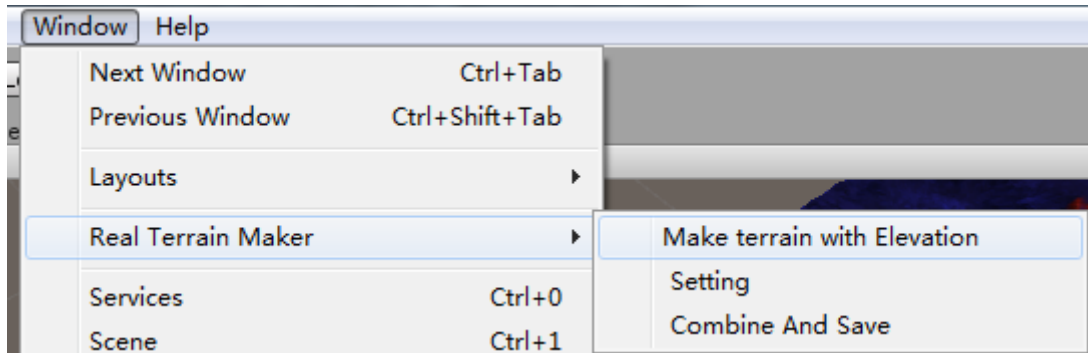 Window Help
Next Window Ctrl+Tab
Previous Window Ctrl+Shift+Tab
Layouts
Real Terrain Maker
Make terrain with Elevation
Setting
Combine And Save
Services Ctrl+0
Scene Ctrl+1